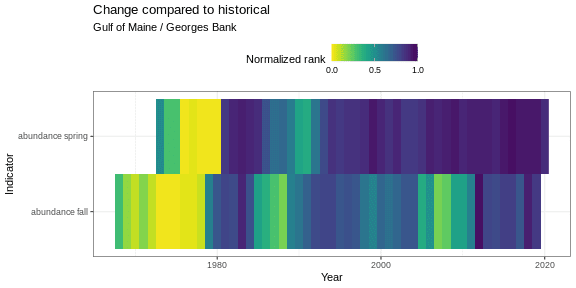 Change compared to historical
Gulf of Maine / Georges Bank
Normalized rank
0.0 0.5 1.0
Indicator
abundance spring
abundance fall
1980 2000 2020
Year